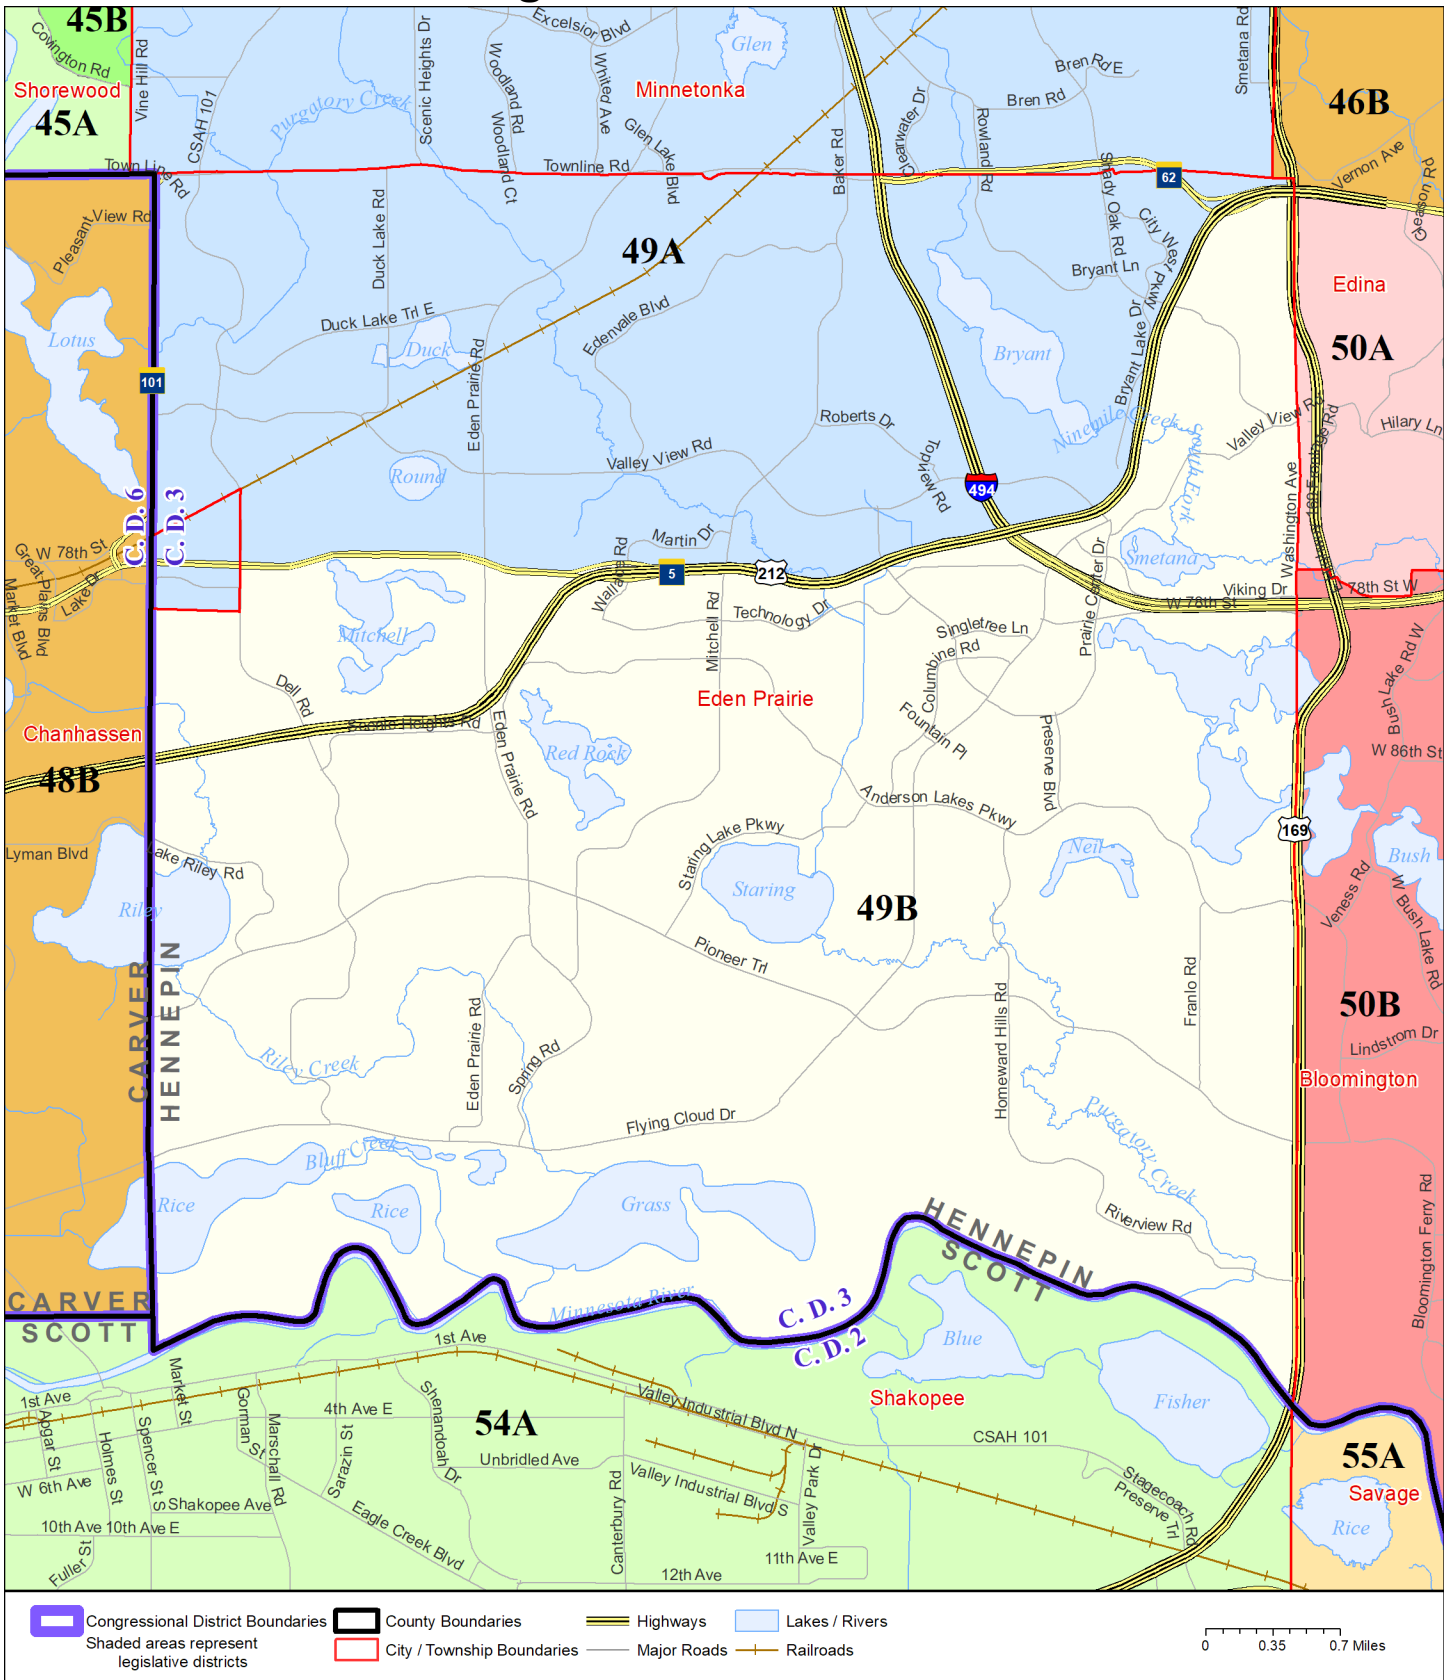 45B
Covington Rd
Shorewood
45A
Vine Hill Rd
CSAH 101
Purgatory Creek
Scenic Heights Dr
Excelsior Blvd
Woodland Rd
Woodland Ct
Whited Ave
Glen
Minnetonka
Glen Lake Blvd
Baker Rd
Clearwater Dr
Rowland Rd
Bren Rd E
Bren Rd
Smetana Rd
46B
Vernon Ave
Gleason Rd
Town Line Rd
Townline Rd
62
Shady Oak Rd
City West Pkwy
Pleasant View Rd
Duck Lake Rd
49A
Bryant Ln
Edina
50A
Lotus
101
Duck Lake Trl E
Duck
Edenvale Blvd
Eden Prairie Rd
Bryant
Bryant Lake Dr
Ninemile Creek
South Fork
Valley View Rd
Hilary Ln
Roberts Dr
Topview Rd
Valley View Rd
Round
494
Washington Ave
C. D. 6
C. D. 3
W 78th St
Great Plains Blvd
Market Blvd
Lake Dr
Martin Dr
Wallace Rd
5
212
Smetana
Prairie Center Dr
Viking Dr
W 78th St
78th St W
Mitchell
Mitchell Rd
Technology Dr
Singletree Ln
Columbine Rd
Bush Lake Rd W
Eden Prairie
Dell Rd
Chanhassen
48B
Scenic Heights Rd
Eden Prairie Rd
Red Rock
Fountain Pl
Preserve Blvd
W 86th St
Anderson Lakes Pkwy
169
Staring Lake Pkwy
Neil
Bush
Lyman Blvd
Lake Riley Rd
Riley
Staring
49B
Veness Rd
W Bush Lake Rd
Pioneer Trl
CARVER
HENNEPIN
Franlo Rd
50B
Homeward Hills Rd
Lindstrom Dr
Bloomington
Riley Creek
Eden Prairie Rd
Spring Rd
Flying Cloud Dr
Purgatory Creek
Bluff Creek
Rice
Rice
Grass
Riverview Rd
Bloomington Ferry Rd
HENNEPIN
SCOTT
CARVER
SCOTT
Minnesota River
C. D. 3
C. D. 2
Blue
1st Ave
Market St
Shakopee
Fisher
1st Ave
Apgar St
Holmes St
Spencer St S
Gorman St
Marschall Rd
4th Ave E
Sarazin St
Shenandoah Dr
54A
Valley Industrial Blvd N
CSAH 101
Unbridled Ave
Valley Industrial Blvd S
Valley Park Dr
Canterbury Rd
Stagecoach Rd
Preserve Trl
55A
Savage
Rice
W 6th Ave
Shakopee Ave
10th Ave 10th Ave E
Fuller St
Eagle Creek Blvd
11th Ave E
12th Ave
Congressional District Boundaries
County Boundaries
Highways
Lakes / Rivers
Shaded areas represent
legislative districts
City / Township Boundaries
Major Roads
Railroads
0 0.35 0.7 Miles